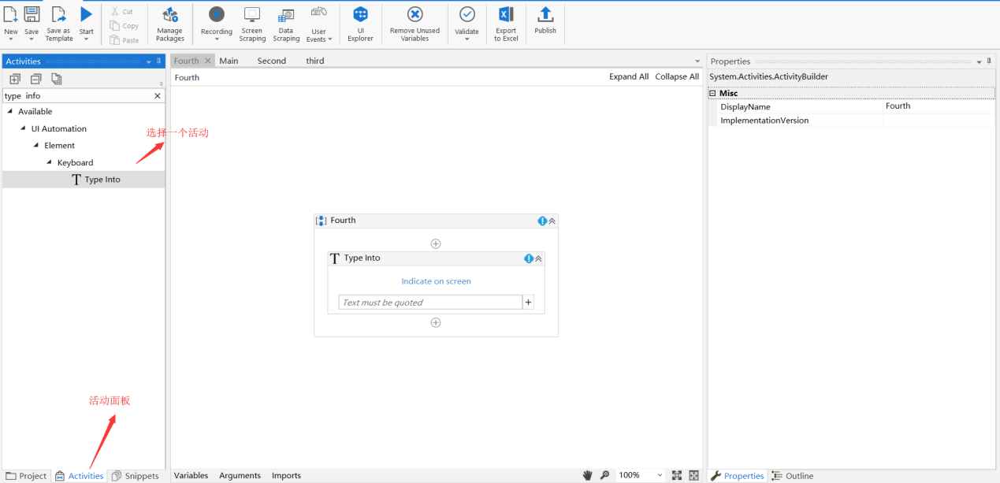 New
Save
Save as
Template
Start
Cut
Copy
Paste
Manage
Packages
Recording
Screen
Scraping
Data
Scraping
User
Events
UI
Explorer
Remove Unused
Variables
Validate
Export
to Excel
Publish
Activities
type info
Available
UI Automation
Element
Keyboard
Type Into
选择一个活动
活动面板
Project
Activities
Snippets
Fourth
Main
Second
third
Fourth
Expand All
Collapse All
Fourth
Type Into
Indicate on screen
Text must be quoted
Variables
Arguments
Imports
100%
Properties
System.Activities.ActivityBuilder
Misc
DisplayName
Fourth
ImplementationVersion
Properties
Outline